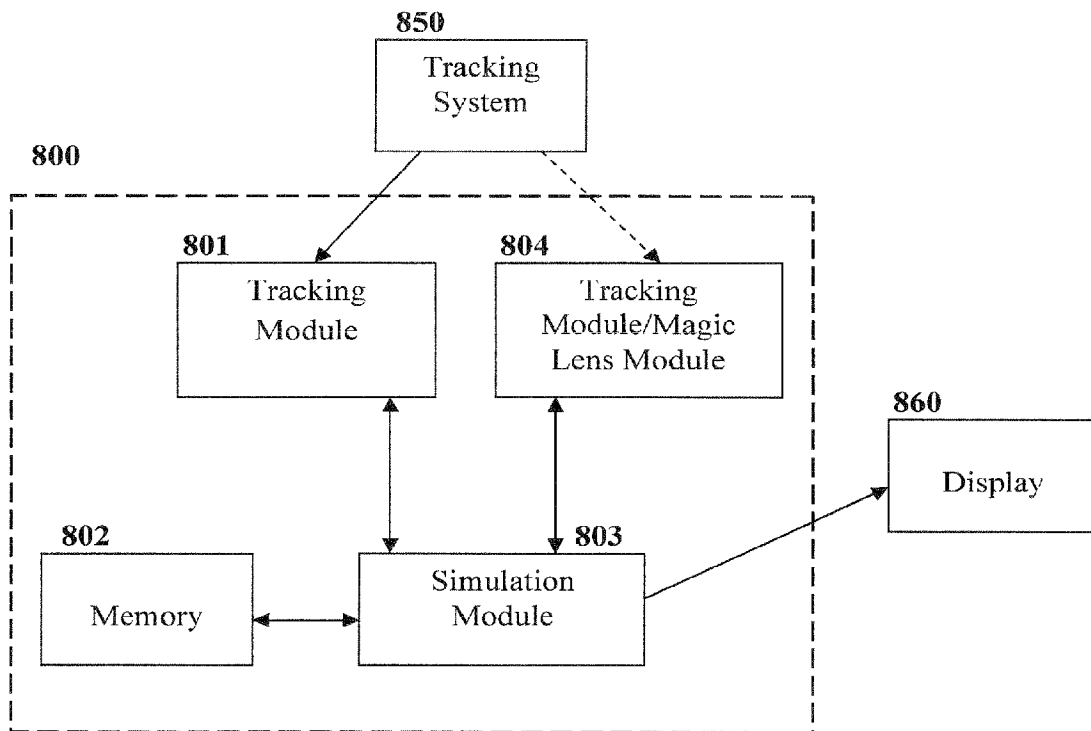 850
Tracking
System
800
801
Tracking
Module
804
Tracking
Module/Magic
Lens Module
860
Display
802
Memory
803
Simulation
Module